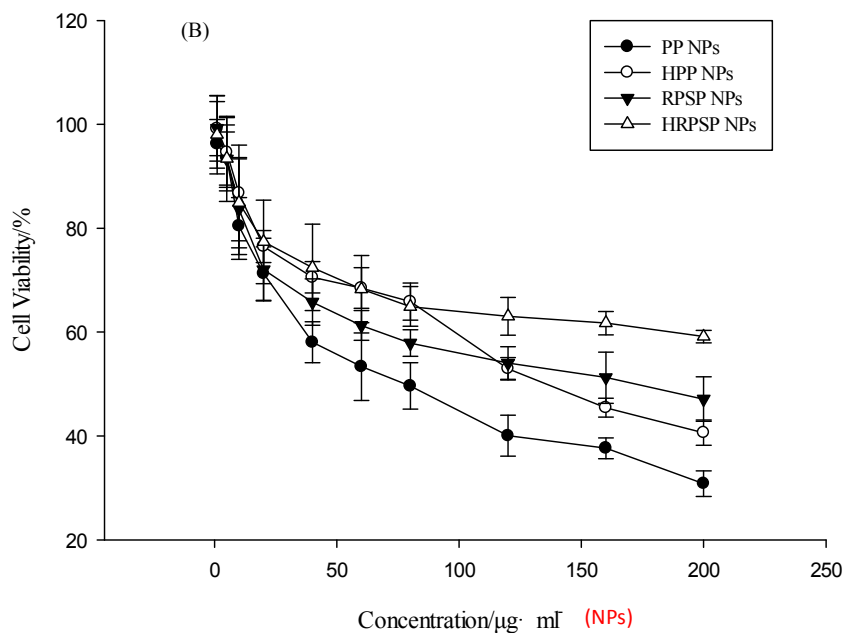 (B)
PP NPs
HPP NPs
RPSP NPs
HRPSP NPs
120
100
80
60
40
20
Cell Viability/%
0 50 100 150 200 250
Concentration/μg· ml⁻ (NPs)